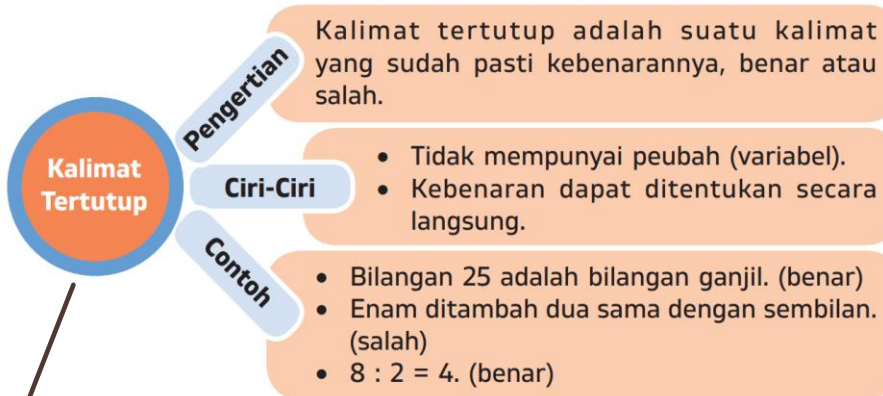 Kalimat
Tertutup
Pengertian
Kalimat tertutup adalah suatu kalimat
yang sudah pasti kebenarannya, benar atau
salah.
Ciri-Ciri
• Tidak mempunyai peubah (variabel).
• Kebenaran dapat ditentukan secara
langsung.
Contoh
• Bilangan 25 adalah bilangan ganjil. (benar)
• Enam ditambah dua sama dengan sembilan.
(salah)
• 8 : 2 = 4. (benar)